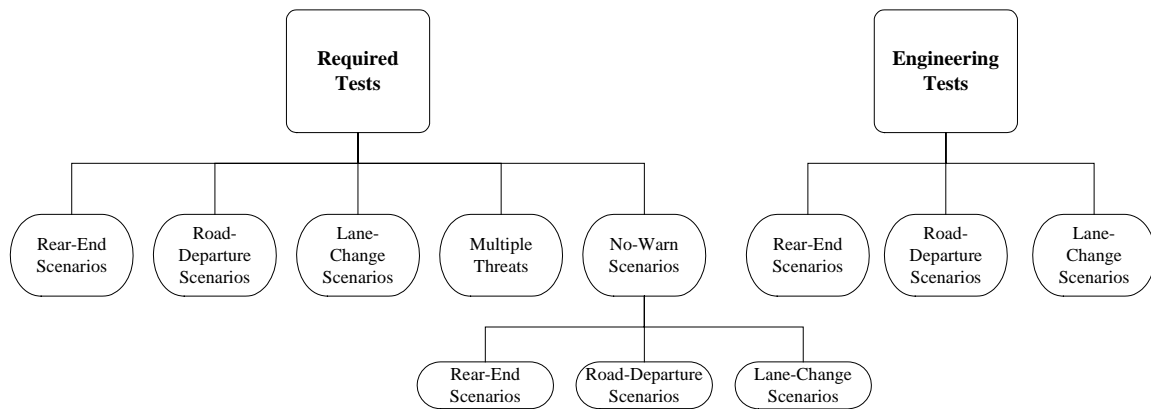 Required
Tests
Engineering
Tests
Rear-End
Scenarios
Road-
Departure
Scenarios
Lane-
Change
Scenarios
Multiple
Threats
No-Warn
Scenarios
Rear-End
Scenarios
Road-
Departure
Scenarios
Lane-
Change
Scenarios
Rear-End
Scenarios
Road-Departure
Scenarios
Lane-Change
Scenarios